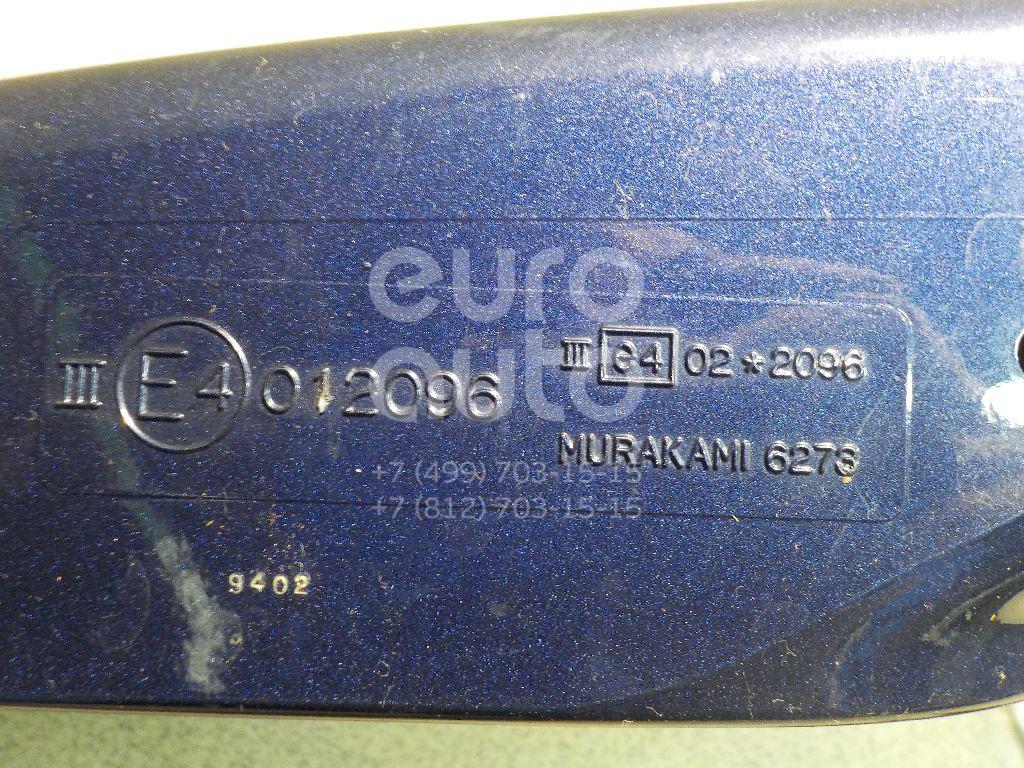 III E4 012096
III e4 02*2096
MURAKAMI 6273
9402
euro
auto
+7 (499) 703-15-15
+7 (812) 703-15-15